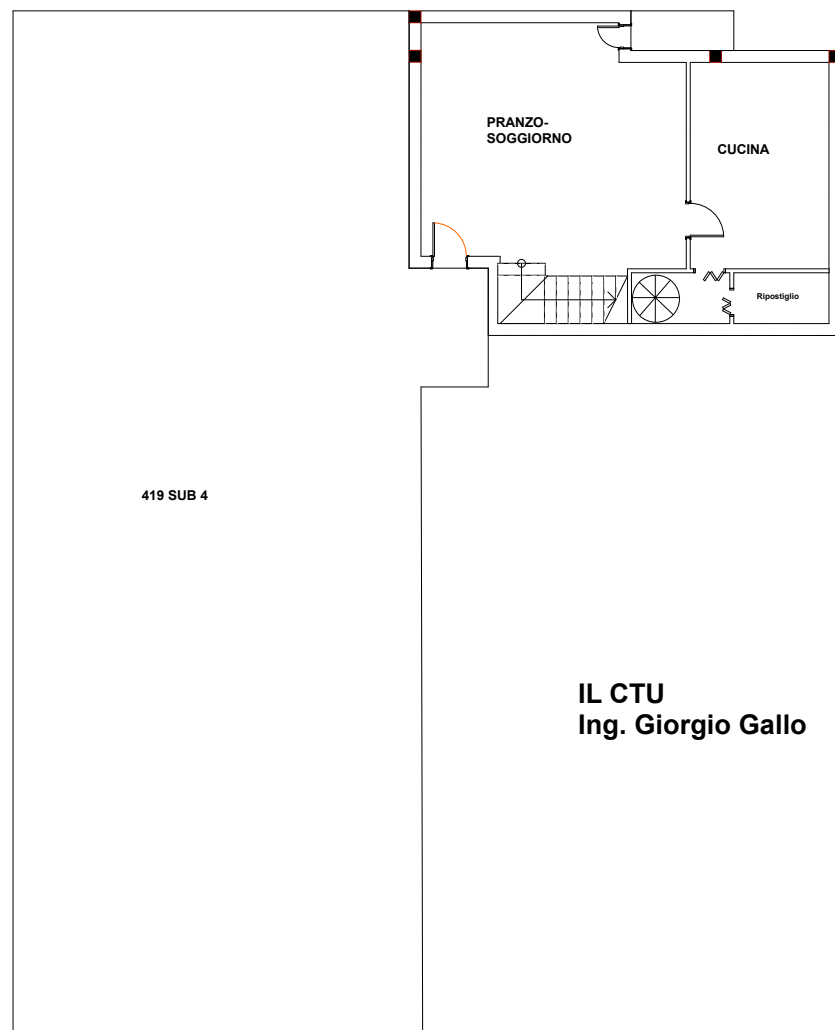 PRANZO-
SOGGIORNO
CUCINA
Ripostiglio
419 SUB 4
IL CTU
Ing. Giorgio Gallo